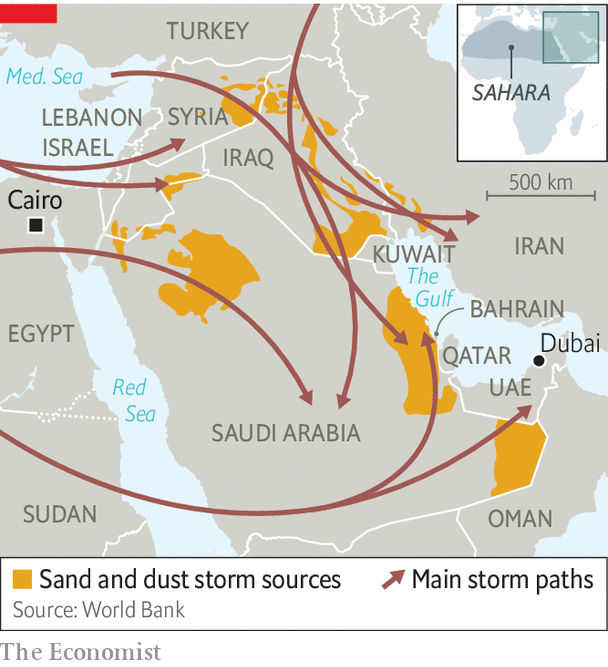 TURKEY
Med. Sea
SAHARA
LEBANON
SYRIA
ISRAEL
IRAQ
500 km
Cairo
IRAN
KUWAIT
The
Gulf
BAHRAIN
EGYPT
QATAR
Dubai
UAE
Red
Sea
SAUDI ARABIA
SUDAN
OMAN
Sand and dust storm sources
Main storm paths
Source: World Bank
The Economist